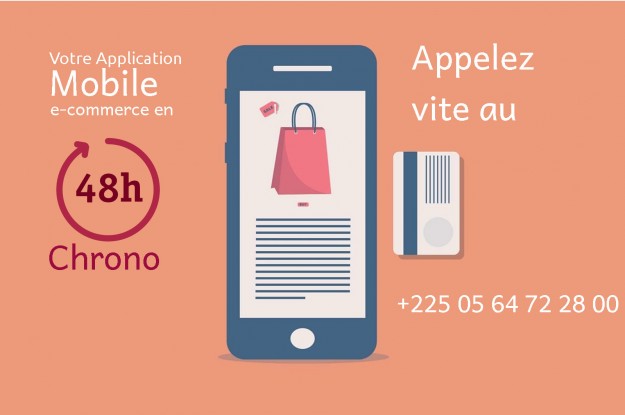 Votre Application
Mobile
e-commerce en
48h
Chrono
Appelez
vite au
+225 05 64 72 28 00